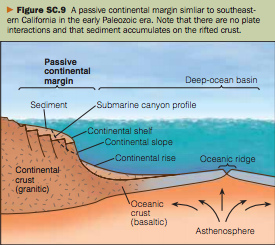 ▶ Figure SC.9 A passive continental margin similar to southeast-
ern California in the early Paleozoic era. Note that there are no plate
interactions and that sediment accumulates on the rifted crust.
Passive
continental
margin
Deep-ocean basin
Sediment
Submarine canyon profile
Continental shelf
Continental slope
Continental rise
Oceanic ridge
Continental
crust
(granitic)
Oceanic
crust
(basaltic)
Asthenosphere